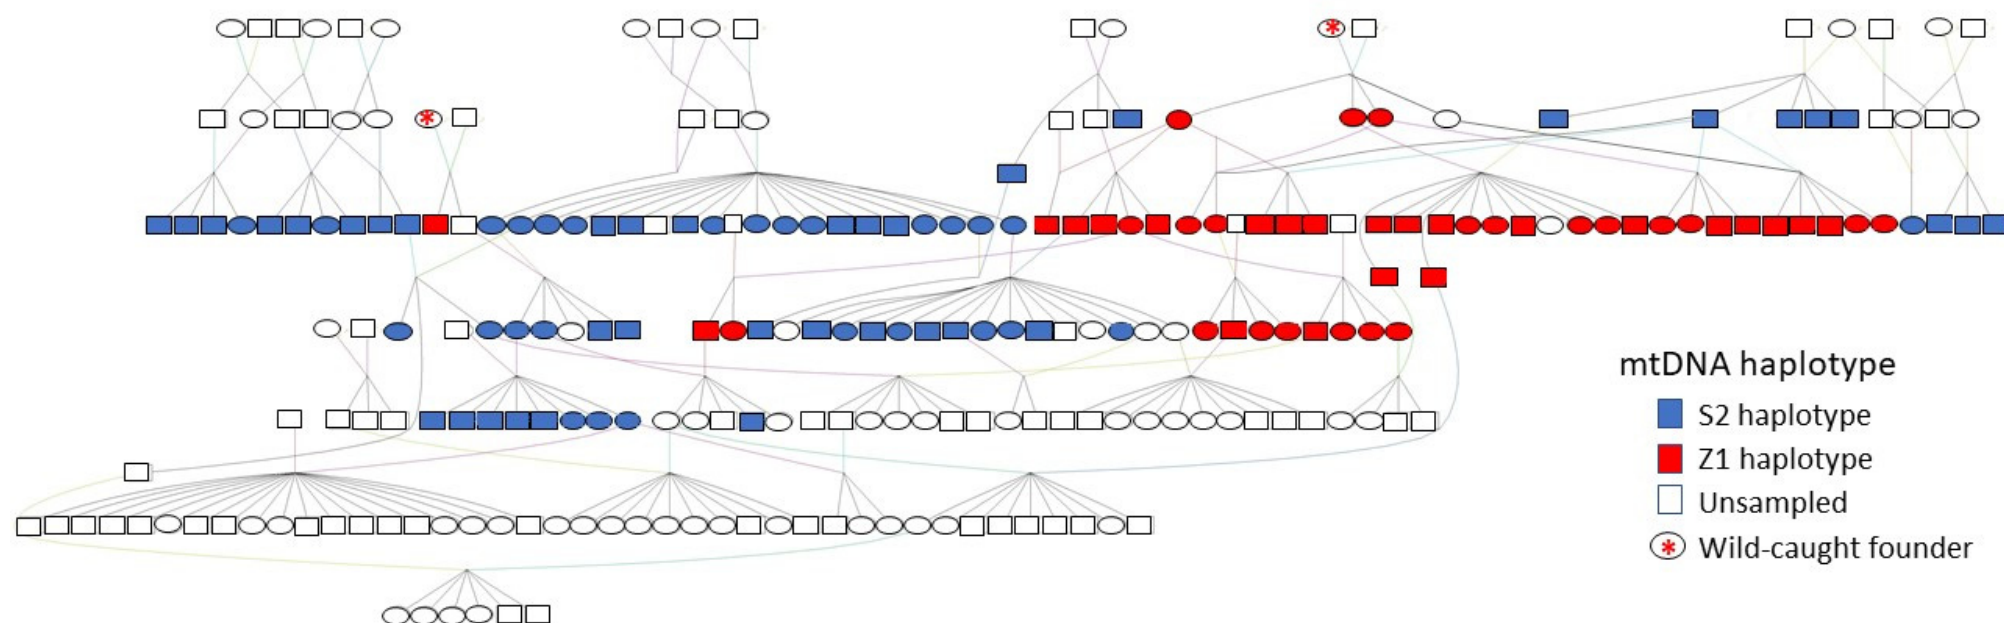 mtDNA haplotype
S2 haplotype
Z1 haplotype
Unsampled
Wild-caught founder